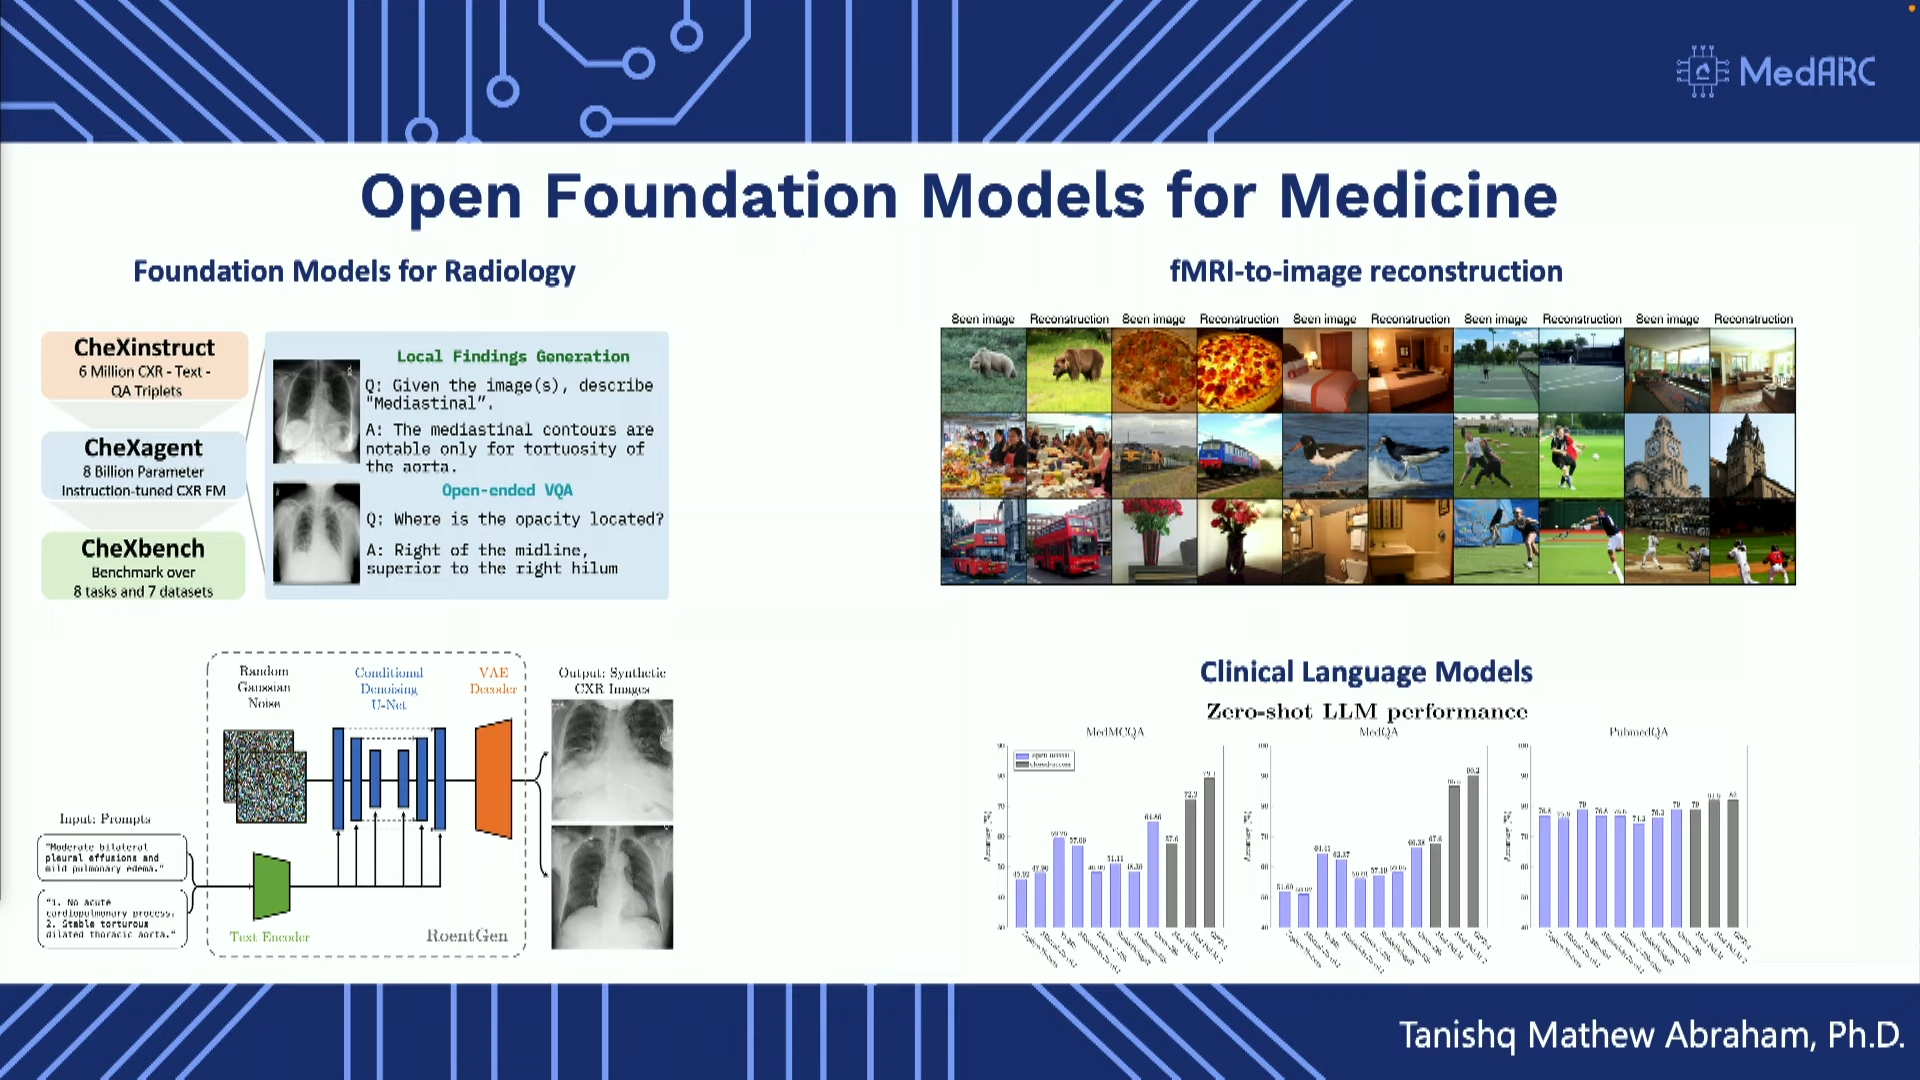 MedARC
Open Foundation Models for Medicine
Foundation Models for Radiology
CheXinstruct
6 Million CXR - Text -
QA Triplets
CheXagent
8 Billion Parameter
Instruction-tuned CXR FM
CheXbench
Benchmark over
8 tasks and 7 datasets
Local Findings Generation
Q: Given the image(s), describe
"Mediastinal".
A: The mediastinal contours are
notable only for tortuosity of
the aorta.
Open-ended VQA
Q: Where is the opacity located?
A: Right of the midline,
superior to the right hilum
Random
Gaussian
Noise
Conditional
Denoising
U-Net
VAE
Decoder
Output: Synthetic
CXR Images
Input: Prompts
"Moderate bilateral
pleural effusions and
mild pulmonary edema."
"1. No acute
cardiopulmonary process.
2. Stable torturous
dilated thoracic aorta."
Text Encoder
RoentGen
fMRI-to-image reconstruction
Seen image Reconstruction Seen image Reconstruction Seen image Reconstruction Seen image Reconstruction Seen image Reconstruction
Clinical Language Models
Zero-shot LLM performance
MedMCQA
MedQA
PubmedQA
Tanishq Mathew Abraham, Ph.D.